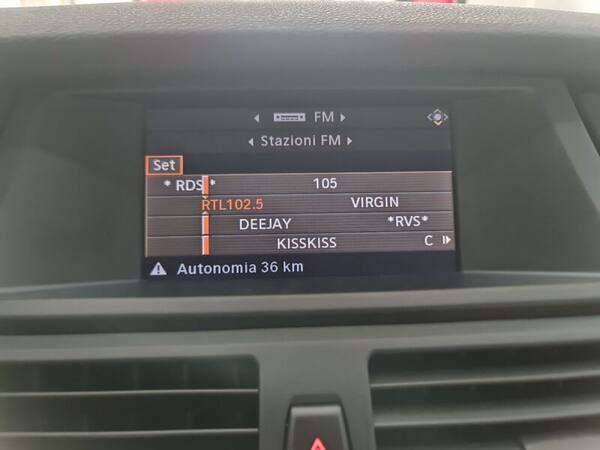 FM
Stazioni FM
Set
* RDS * 105
RTL102.5 VIRGIN
DEEJAY *RVS*
KISSKISS C
Autonomia 36 km